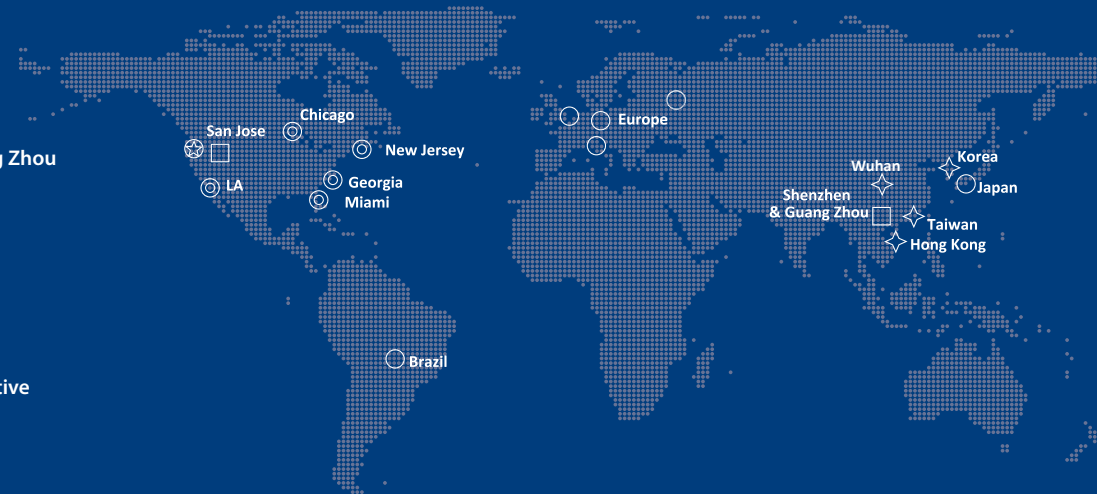 Chicago
San Jose
New Jersey
g Zhou
LA
Georgia
Miami
Europe
Korea
Wuhan
Japan
Shenzhen
& Guang Zhou
Taiwan
Hong Kong
Brazil
tive